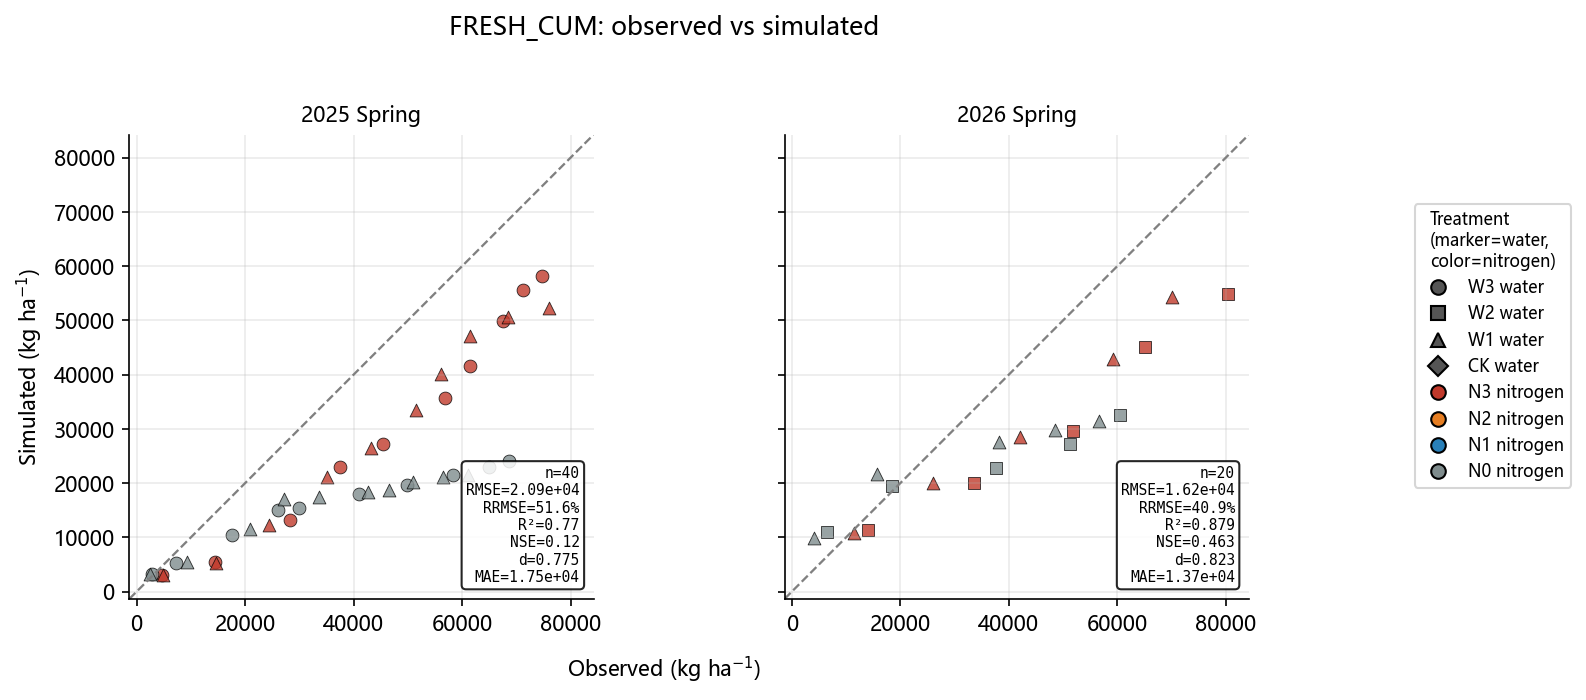 FRESH_CUM: observed vs simulated
2025 Spring
2026 Spring
80000
70000
60000
50000
40000
30000
20000
10000
0
Simulated (kg ha⁻¹)
n=40
RMSE=2.09e+04
RRMSE=51.6%
R²=0.77
NSE=0.12
d=0.775
MAE=1.75e+04
n=20
RMSE=1.62e+04
RRMSE=40.9%
R²=0.879
NSE=0.463
d=0.823
MAE=1.37e+04
0 20000 40000 60000 80000
0 20000 40000 60000 80000
Observed (kg ha⁻¹)
Treatment
(marker=water,
color=nitrogen)
W3 water
W2 water
W1 water
CK water
N3 nitrogen
N2 nitrogen
N1 nitrogen
N0 nitrogen